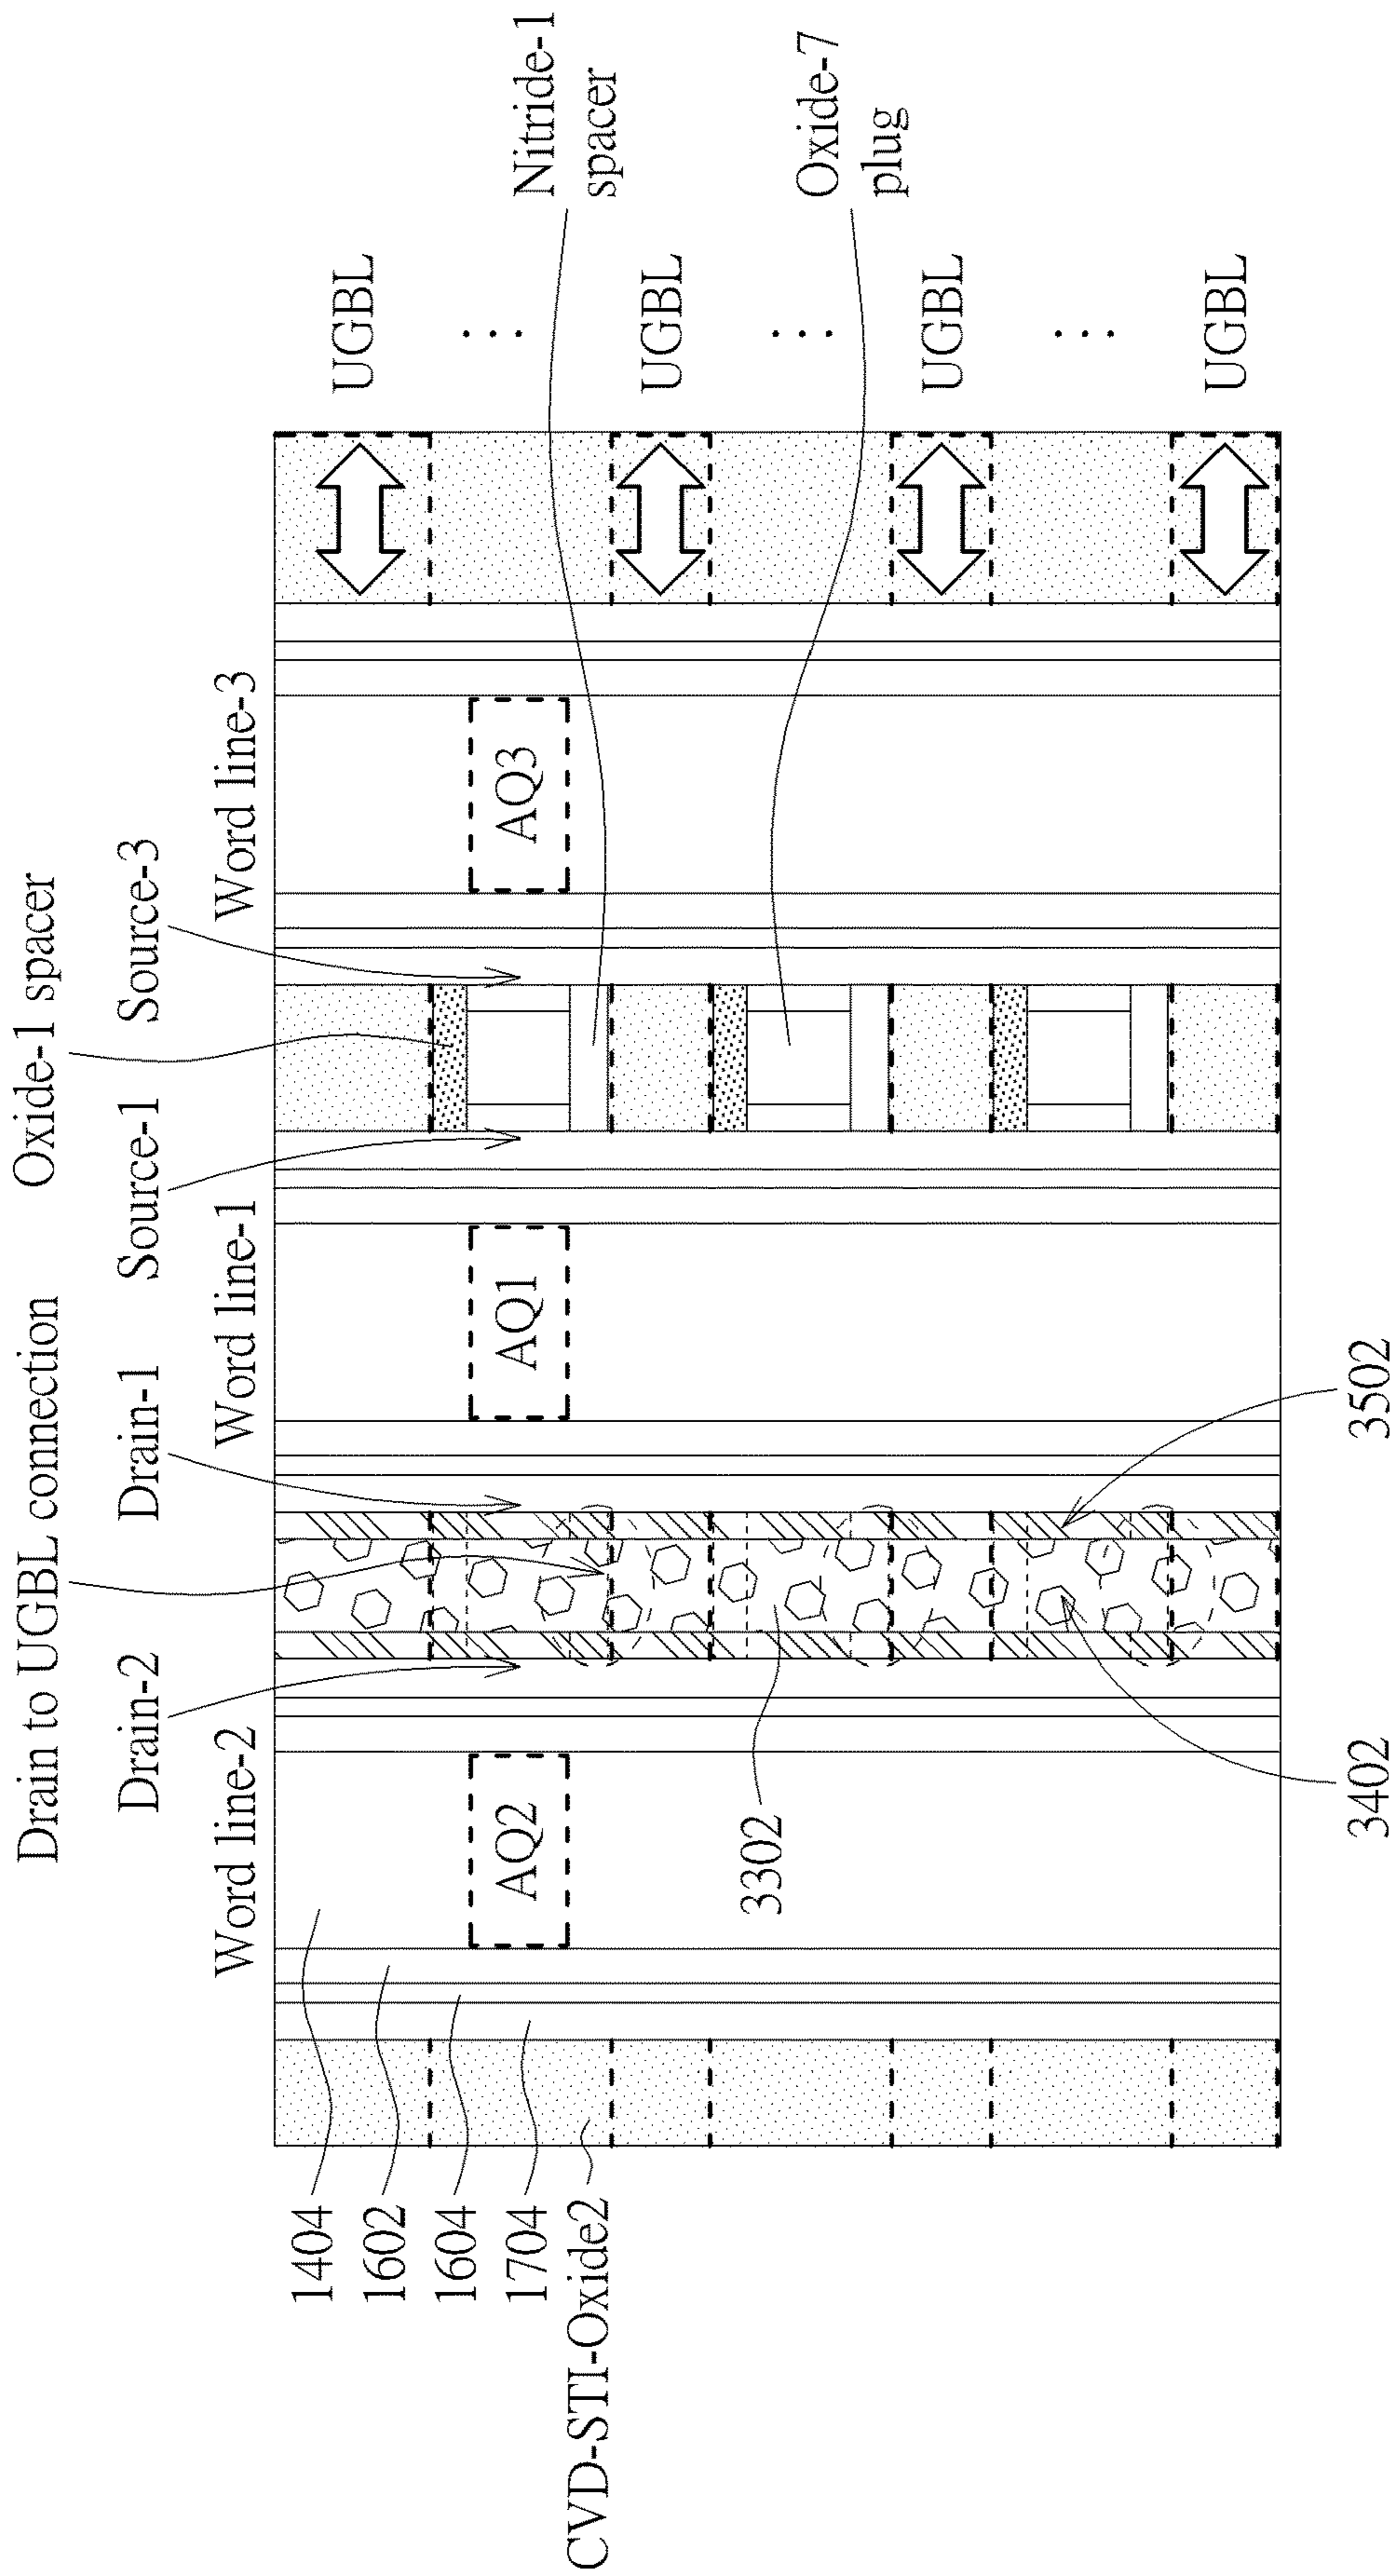 Drain to UGBL connection
Oxide-1 spacer
Drain-2
Drain-1
Source-1
Source-3
Word line-2
Word line-1
Word line-3
1404
1602
1604
1704
CVD-STI-Oxide2
AQ2
AQ1
AQ3
UGBL
...
UGBL
...
UGBL
...
UGBL
Nitride-1
spacer
Oxide-7
plug
3302
3402
3502